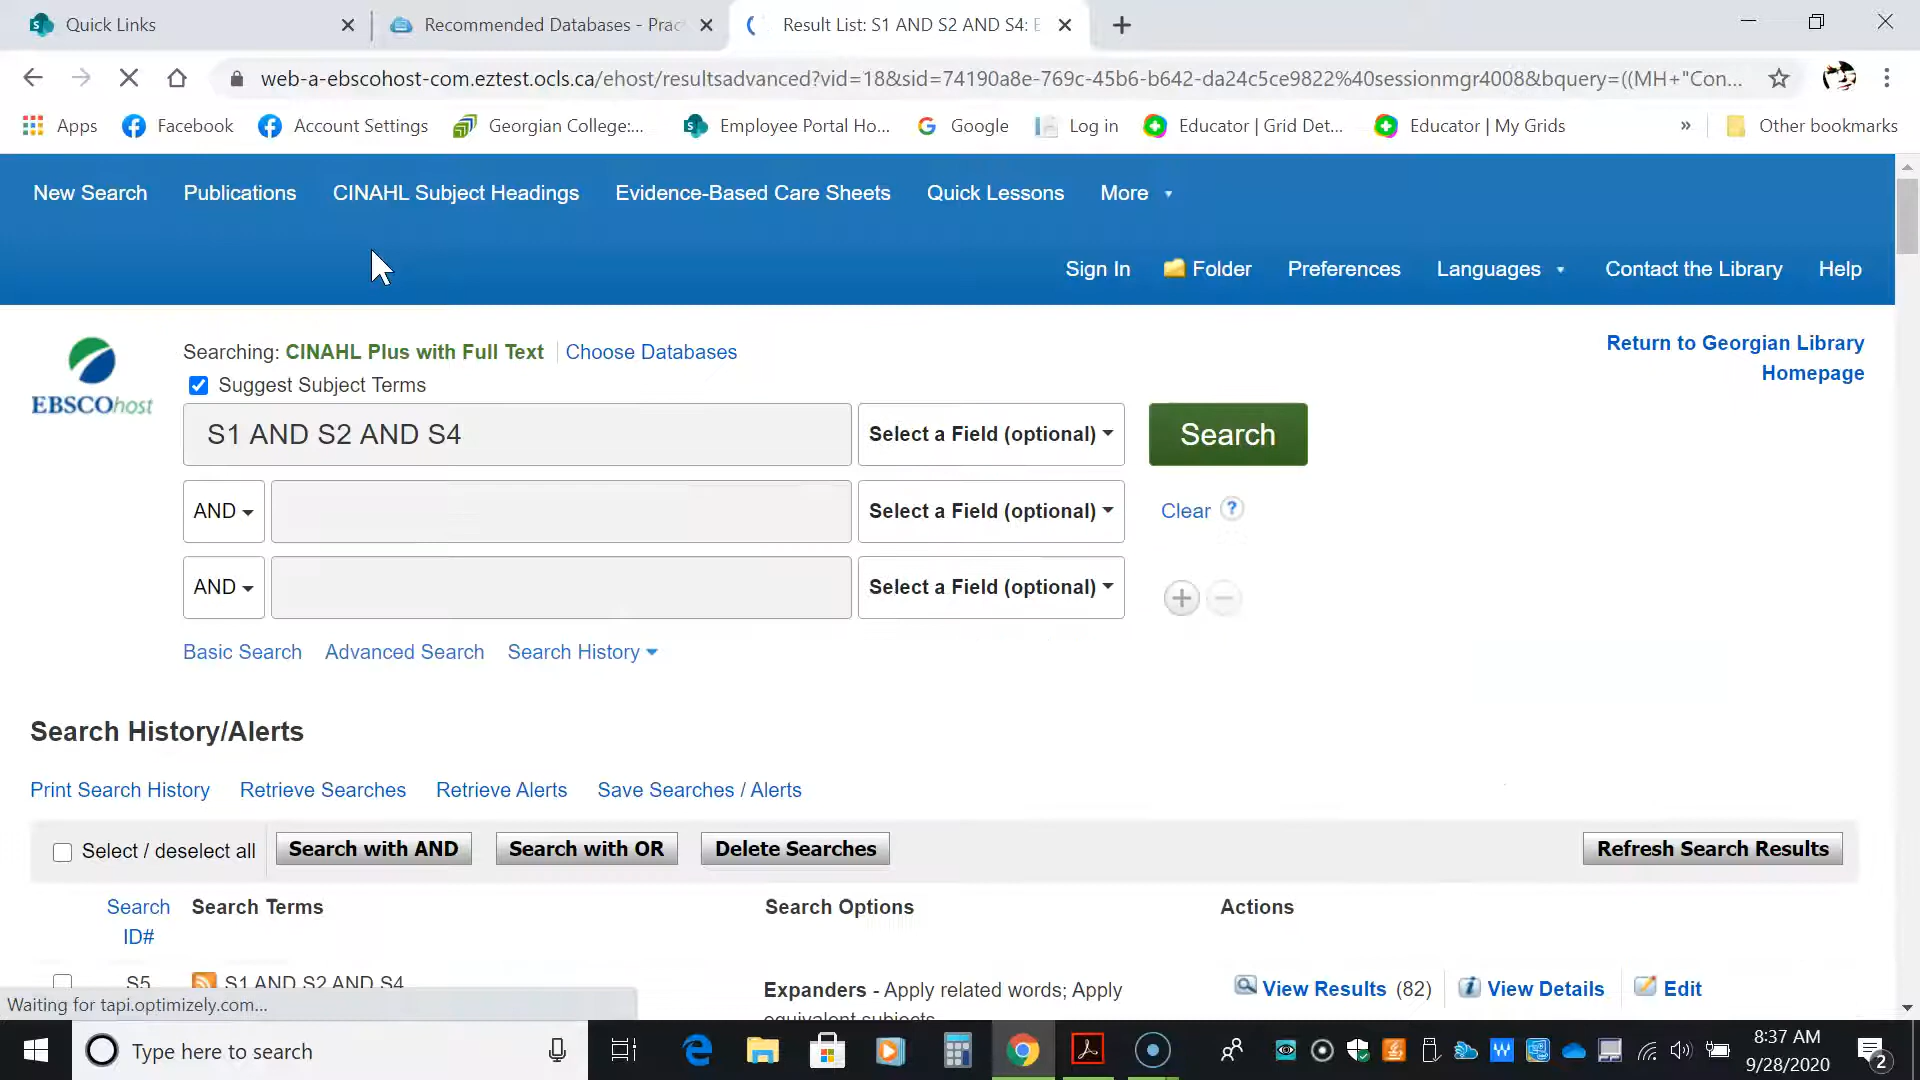 Quick Links
Recommended Databases - Prac
Result List: S1 AND S2 AND S4: E
web-a-ebscohost-com.eztest.ocls.ca/ehost/resultsadvanced?vid=18&sid=74190a8e-769c-45b6-b642-da24c5ce9822%40sessionmgr4008&bquery=((MH+"Con...
Apps Facebook Account Settings Georgian College:... Employee Portal Ho... Google Log in Educator | Grid Det... Educator | My Grids » Other bookmarks
New Search Publications CINAHL Subject Headings Evidence-Based Care Sheets Quick Lessons More
Sign In Folder Preferences Languages Contact the Library Help
Searching: CINAHL Plus with Full Text Choose Databases
Return to Georgian Library
Homepage
Suggest Subject Terms
EBSCOhost
S1 AND S2 AND S4 Select a Field (optional) Search
AND Select a Field (optional) Clear ?
AND Select a Field (optional)
Basic Search Advanced Search Search History
Search History/Alerts
Print Search History Retrieve Searches Retrieve Alerts Save Searches / Alerts
Select / deselect all Search with AND Search with OR Delete Searches Refresh Search Results
Search
ID#
Search Terms Search Options Actions
S5 S1 AND S2 AND S4 Expanders - Apply related words; Apply
equivalent subjects
View Results (82) View Details Edit
Waiting for tapi.optimizely.com...
Type here to search
8:37 AM
9/28/2020
2